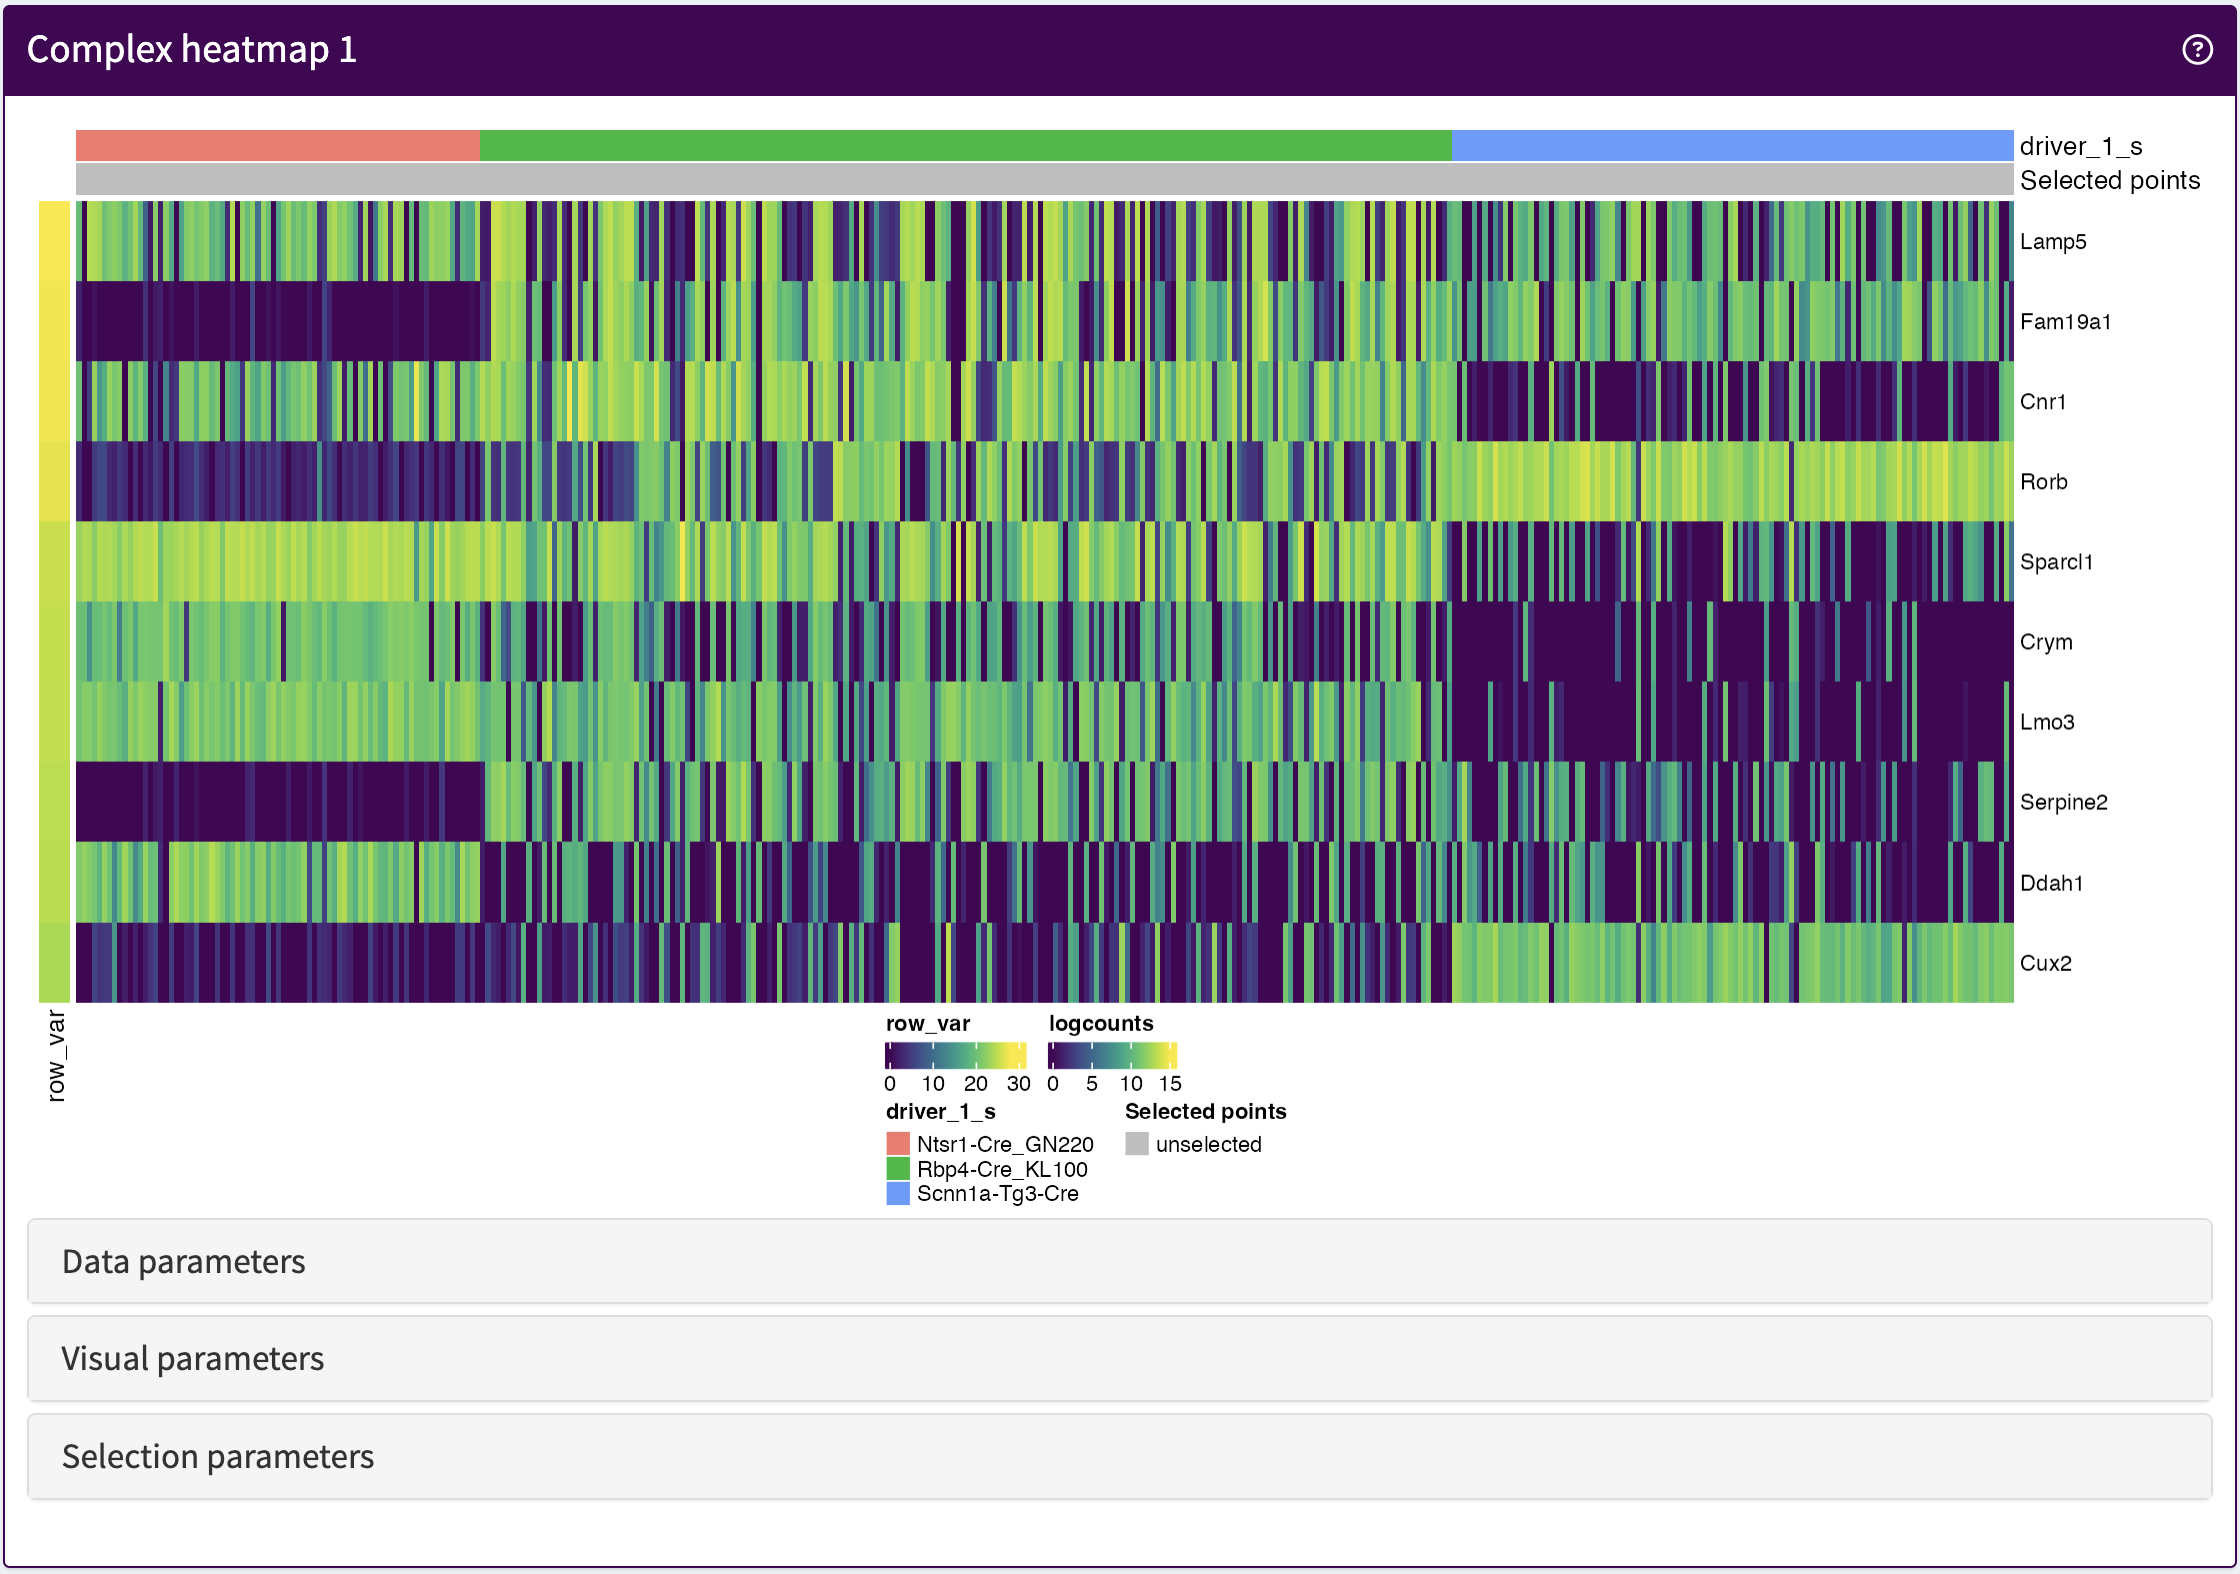 Complex heatmap 1
?
driver_1_s
Selected points
Lamp5
Fam19a1
Cnr1
Rorb
Sparcl1
Crym
Lmo3
Serpine2
Ddah1
Cux2
row_var
row_var logcounts
0 10 20 30 0 5 10 15
driver_1_s Selected points
Ntsr1-Cre_GN220 unselected
Rbp4-Cre_KL100
Scnn1a-Tg3-Cre
Data parameters
Visual parameters
Selection parameters